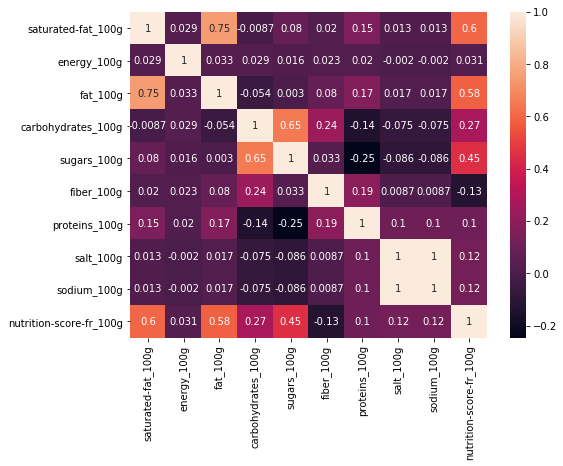 saturated-fat_100g 1 0.029 0.75 -0.0087 0.08 0.02 0.15 0.013 0.013 0.6
energy_100g 0.029 1 0.033 0.029 0.016 0.023 0.02 -0.002 -0.002 0.031
fat_100g 0.75 0.033 1 -0.054 0.003 0.08 0.17 0.017 0.017 0.58
carbohydrates_100g -0.0087 0.029 -0.054 1 0.65 0.24 -0.14 -0.075 -0.075 0.27
sugars_100g 0.08 0.016 0.003 0.65 1 0.033 -0.25 -0.086 -0.086 0.45
fiber_100g 0.02 0.023 0.08 0.24 0.033 1 0.19 0.0087 0.0087 -0.13
proteins_100g 0.15 0.02 0.17 -0.14 -0.25 0.19 1 0.1 0.1 0.1
salt_100g 0.013 -0.002 0.017 -0.075 -0.086 0.0087 0.1 1 1 0.12
sodium_100g 0.013 -0.002 0.017 -0.075 -0.086 0.0087 0.1 1 1 0.12
nutrition-score-fr_100g 0.6 0.031 0.58 0.27 0.45 -0.13 0.1 0.12 0.12 1
saturated-fat_100g
energy_100g
fat_100g
carbohydrates_100g
sugars_100g
fiber_100g
proteins_100g
salt_100g
sodium_100g
nutrition-score-fr_100g
1.0
0.8
0.6
0.4
0.2
0.0
−0.2